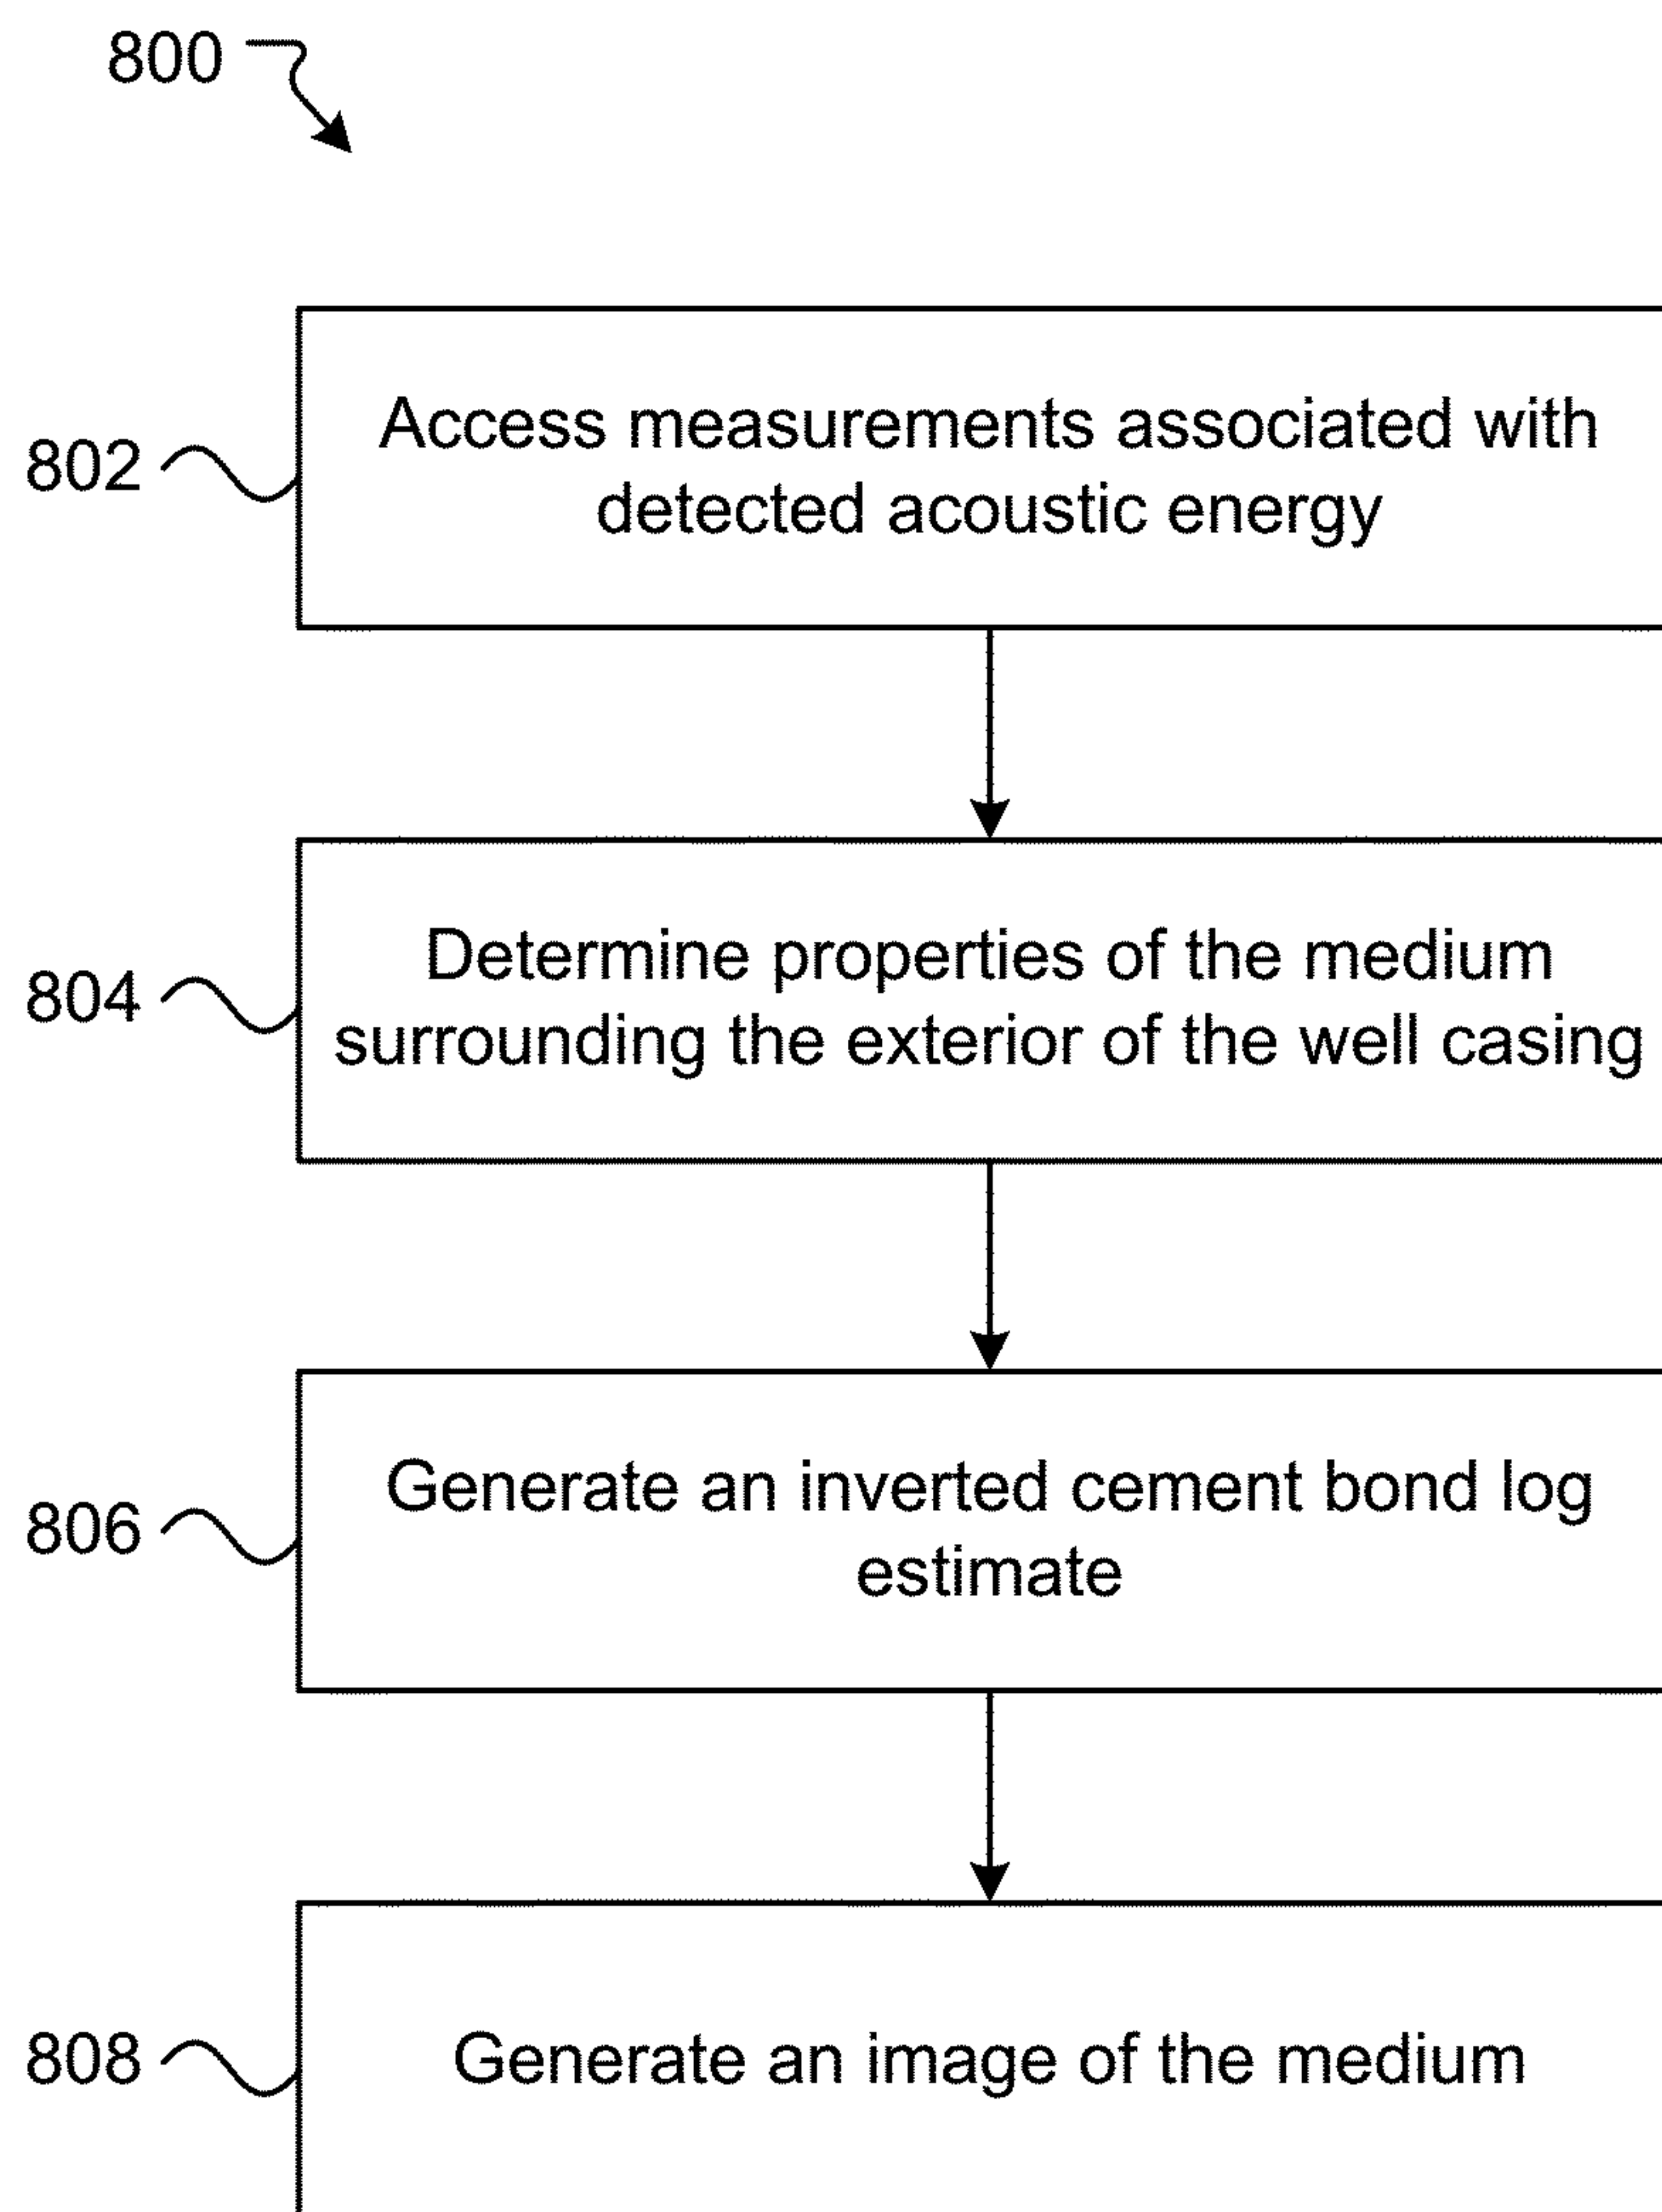 800
802
Access measurements associated with
detected acoustic energy
804
Determine properties of the medium
surrounding the exterior of the well casing
806
Generate an inverted cement bond log
estimate
808
Generate an image of the medium